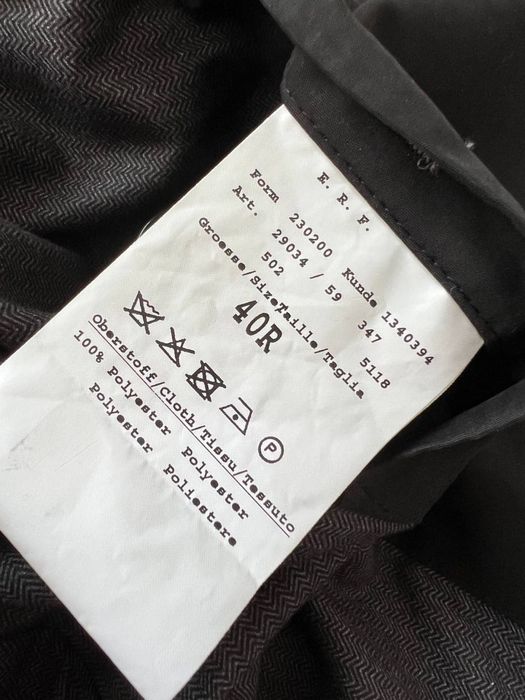 E. R. F.
Form 230200 Kunde 1340394
Art. 29034 / 59 347 5118
502
Groesse/Size/Taille/Taglia
40R
P
Oberstoff/Cloth/Tissu/Tessuto
100% Polyester Polyester
Polyester Poliestere